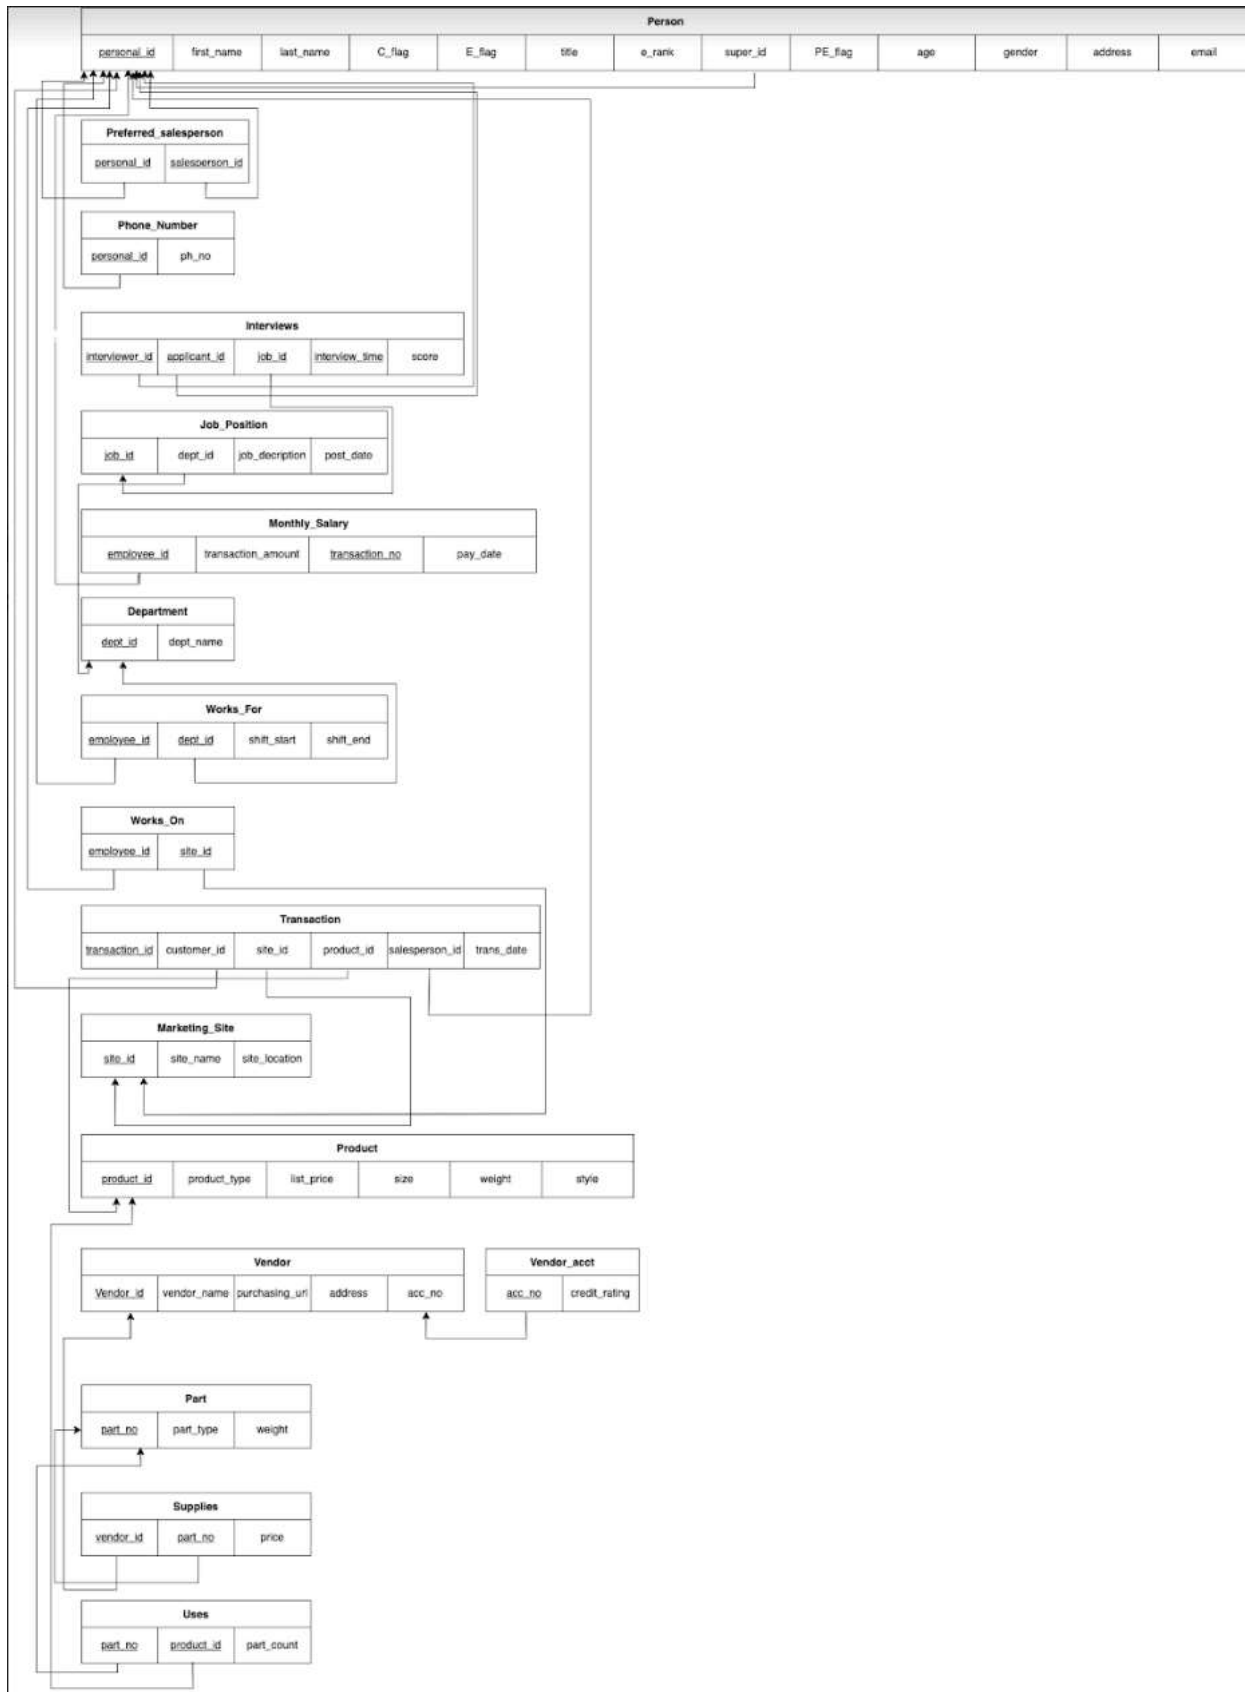 Person
personal_id first_name last_name C_flag E_flag title e_rank super_id PE_flag age gender address email
Preferred_salesperson
personal_id salesperson_id
Phone_Number
personal_id ph_no
Interviews
interviewer_id applicant_id job_id interview_time score
Job_Position
job_id dept_id job_decription post_date
Monthly_Salary
employee_id transaction_amount transaction_no pay_date
Department
dept_id dept_name
Works_For
employee_id dept_id shift_start shift_end
Works_On
employee_id site_id
Transaction
transaction_id customer_id site_id product_id salesperson_id trans_date
Marketing_Site
site_id site_name site_location
Product
product_id product_type list_price size weight style
Vendor
Vendor_id vendor_name purchasing_url address acc_no
Vendor_acct
acc_no credit_rating
Part
part_no part_type weight
Supplies
vendor_id part_no price
Uses
part_no product_id part_count